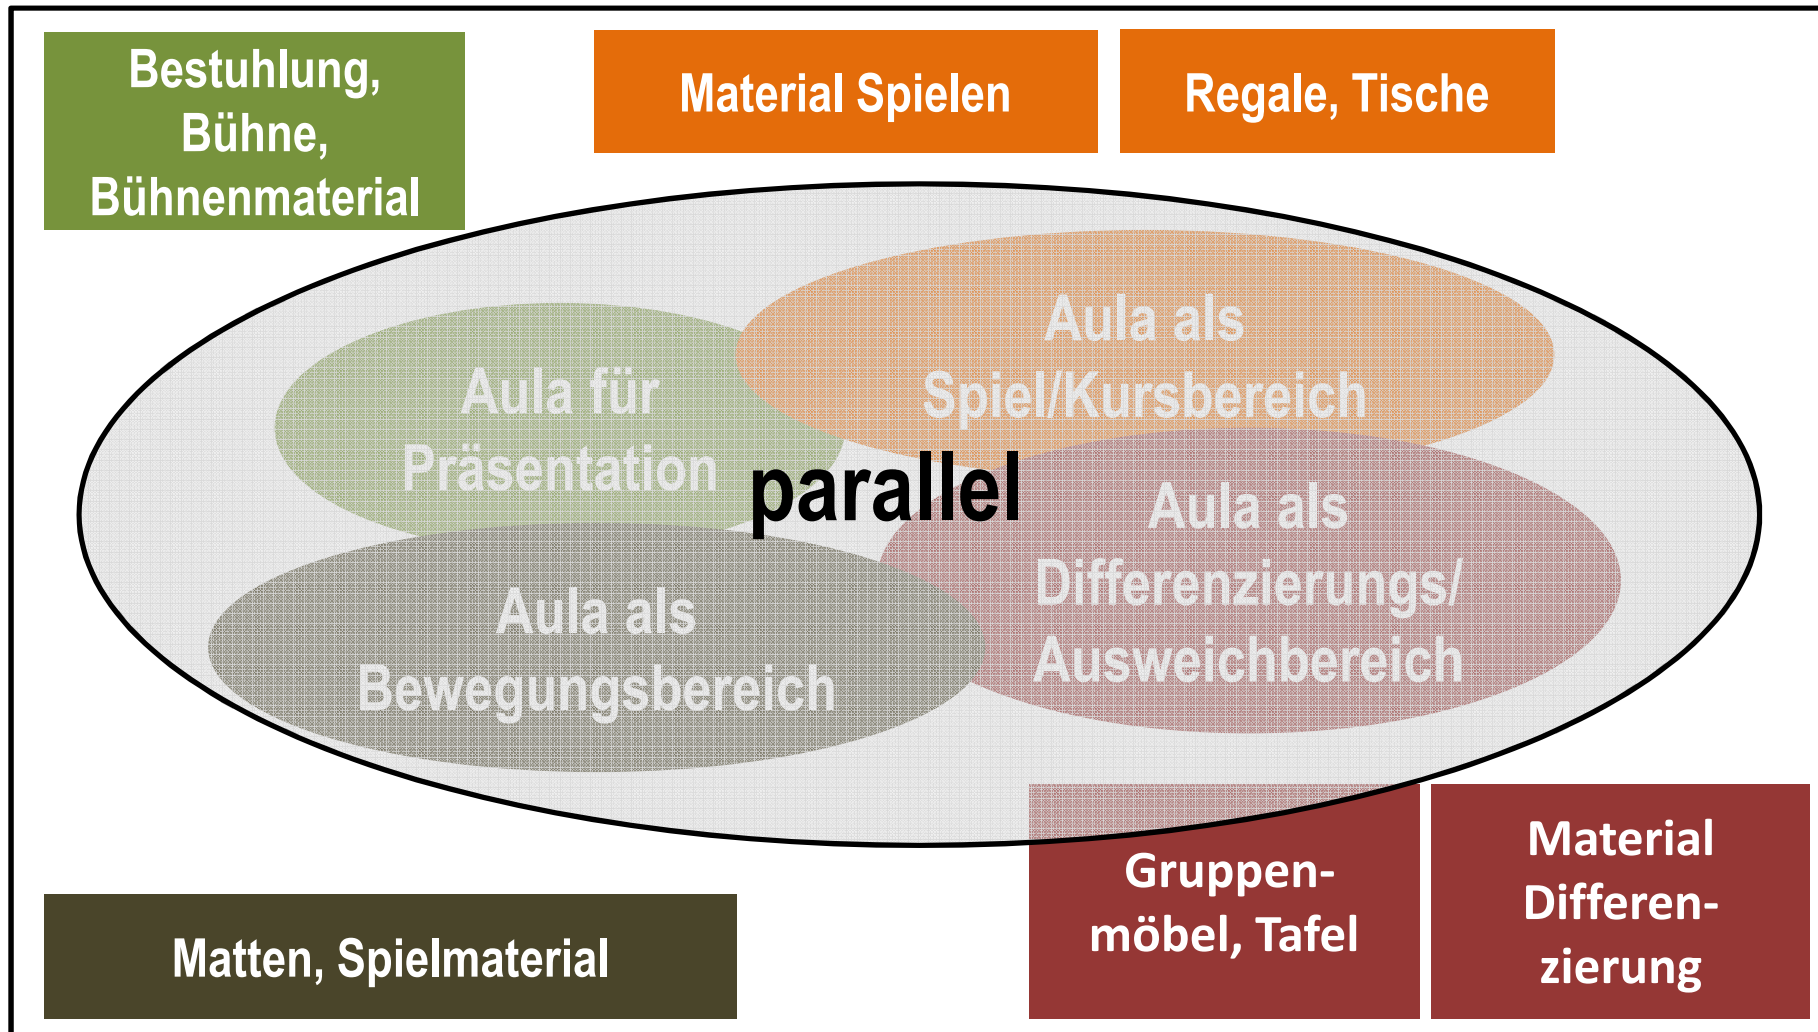 Bestuhlung,
Bühne,
Bühnenmaterial
Material Spielen
Regale, Tische
Aula als
Spiel/Kursbereich
Aula für
Präsentation
parallel
Aula als
Differenzierungs/
Ausweichbereich
Aula als
Bewegungsbereich
Matten, Spielmaterial
Gruppen-
möbel, Tafel
Material
Differen-
zierung